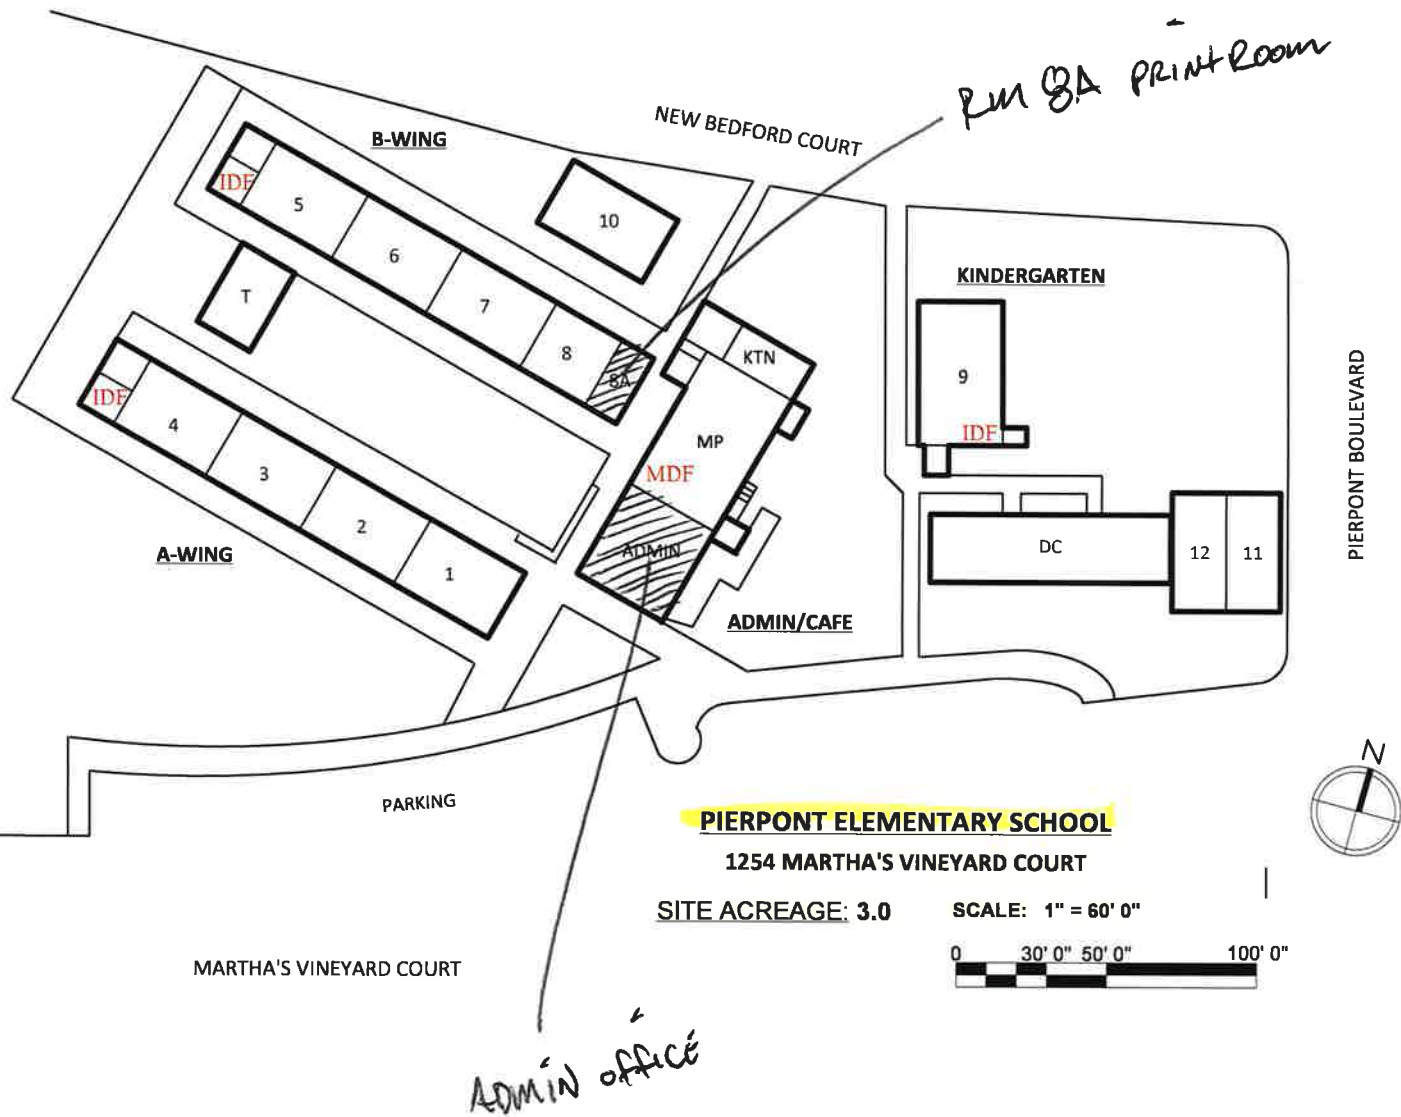 RM 8A PRINT ROOM
NEW BEDFORD COURT
B-WING
IDF
5
6
7
8
8A
10
T
KTN
MP
MDF
ADMIN
IDF
4
3
2
1
A-WING
ADMIN/CAFE
KINDERGARTEN
9
IDF
DC
12
11
PIERPONT BOULEVARD
PARKING
N
PIERPONT ELEMENTARY SCHOOL
1254 MARTHA'S VINEYARD COURT
SITE ACREAGE: 3.0
SCALE: 1" = 60' 0"
0 30' 0" 50' 0" 100' 0"
MARTHA'S VINEYARD COURT
ADMIN OFFICE